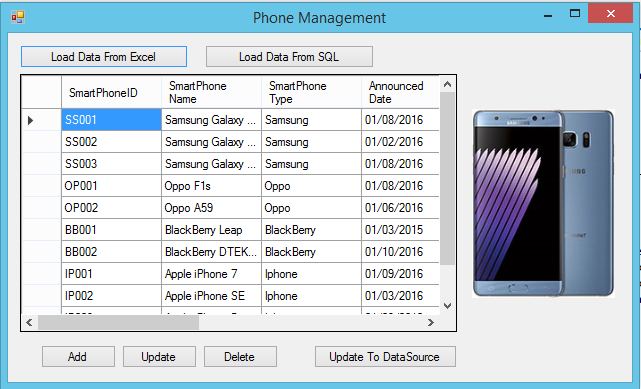 Phone Management
Load Data From Excel
Load Data From SQL
SmartPhoneID SmartPhone Name SmartPhone Type Announced Date
SS001 Samsung Galaxy ... Samsung 01/08/2016
SS002 Samsung Galaxy ... Samsung 01/02/2016
SS003 Samsung Galaxy ... Samsung 01/08/2016
OP001 Oppo F1s Oppo 01/08/2016
OP002 Oppo A59 Oppo 01/06/2016
BB001 BlackBerry Leap BlackBerry 01/03/2015
BB002 BlackBerry DTEK... BlackBerry 01/10/2016
IP001 Apple iPhone 7 Iphone 01/09/2016
IP002 Apple iPhone SE Iphone 01/03/2016
SAMSUNG
Add
Update
Delete
Update To DataSource